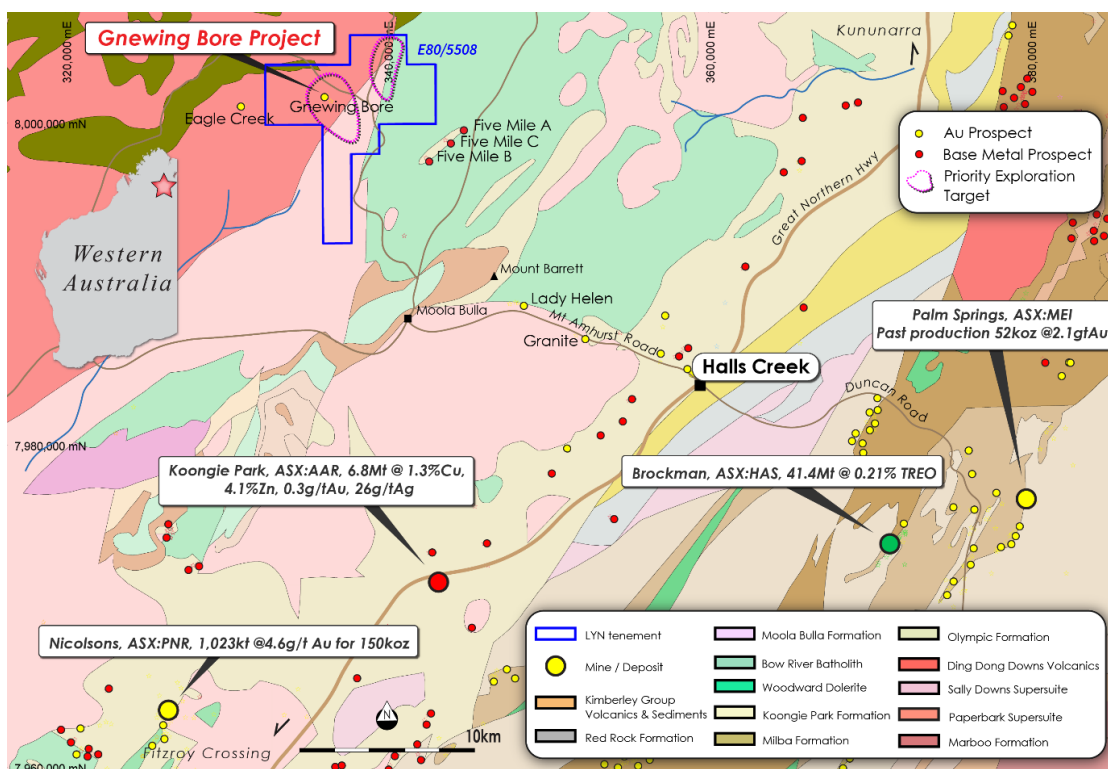 320,000 mE
340,000 mE
360,000 mE
380,000 mE
Gnewing Bore Project
E80/5508
Kununarra
Gnewing Bore
Eagle Creek
8,000,000 mN
Five Mile A
Five Mile C
Five Mile B
Great Northern Hwy
Au Prospect
Base Metal Prospect
Priority Exploration
Target
Western
Australia
Mount Barrett
Moola Bulla
Lady Helen
Mt Amhurst Road
Granite
Halls Creek
Palm Springs, ASX:MEI
Past production 52koz @2.1gtAu
Duncan Road
7,980,000 mN
Koongie Park, ASX:AAR, 6.8Mt @ 1.3%Cu,
4.1%Zn, 0.3g/tAu, 26g/tAg
Brockman, ASX:HAS, 41.4Mt @ 0.21% TREO
Nicolsons, ASX:PNR, 1,023kt @4.6g/t Au for 150koz
Fitzroy Crossing
N
10km
7,960,000 mN
LYN tenement
Mine / Deposit
Kimberley Group
Volcanics & Sediments
Red Rock Formation
Moola Bulla Formation
Bow River Batholith
Woodward Dolerite
Koongie Park Formation
Milba Formation
Olympic Formation
Ding Dong Downs Volcanics
Sally Downs Supersuite
Paperbark Supersuite
Marboo Formation